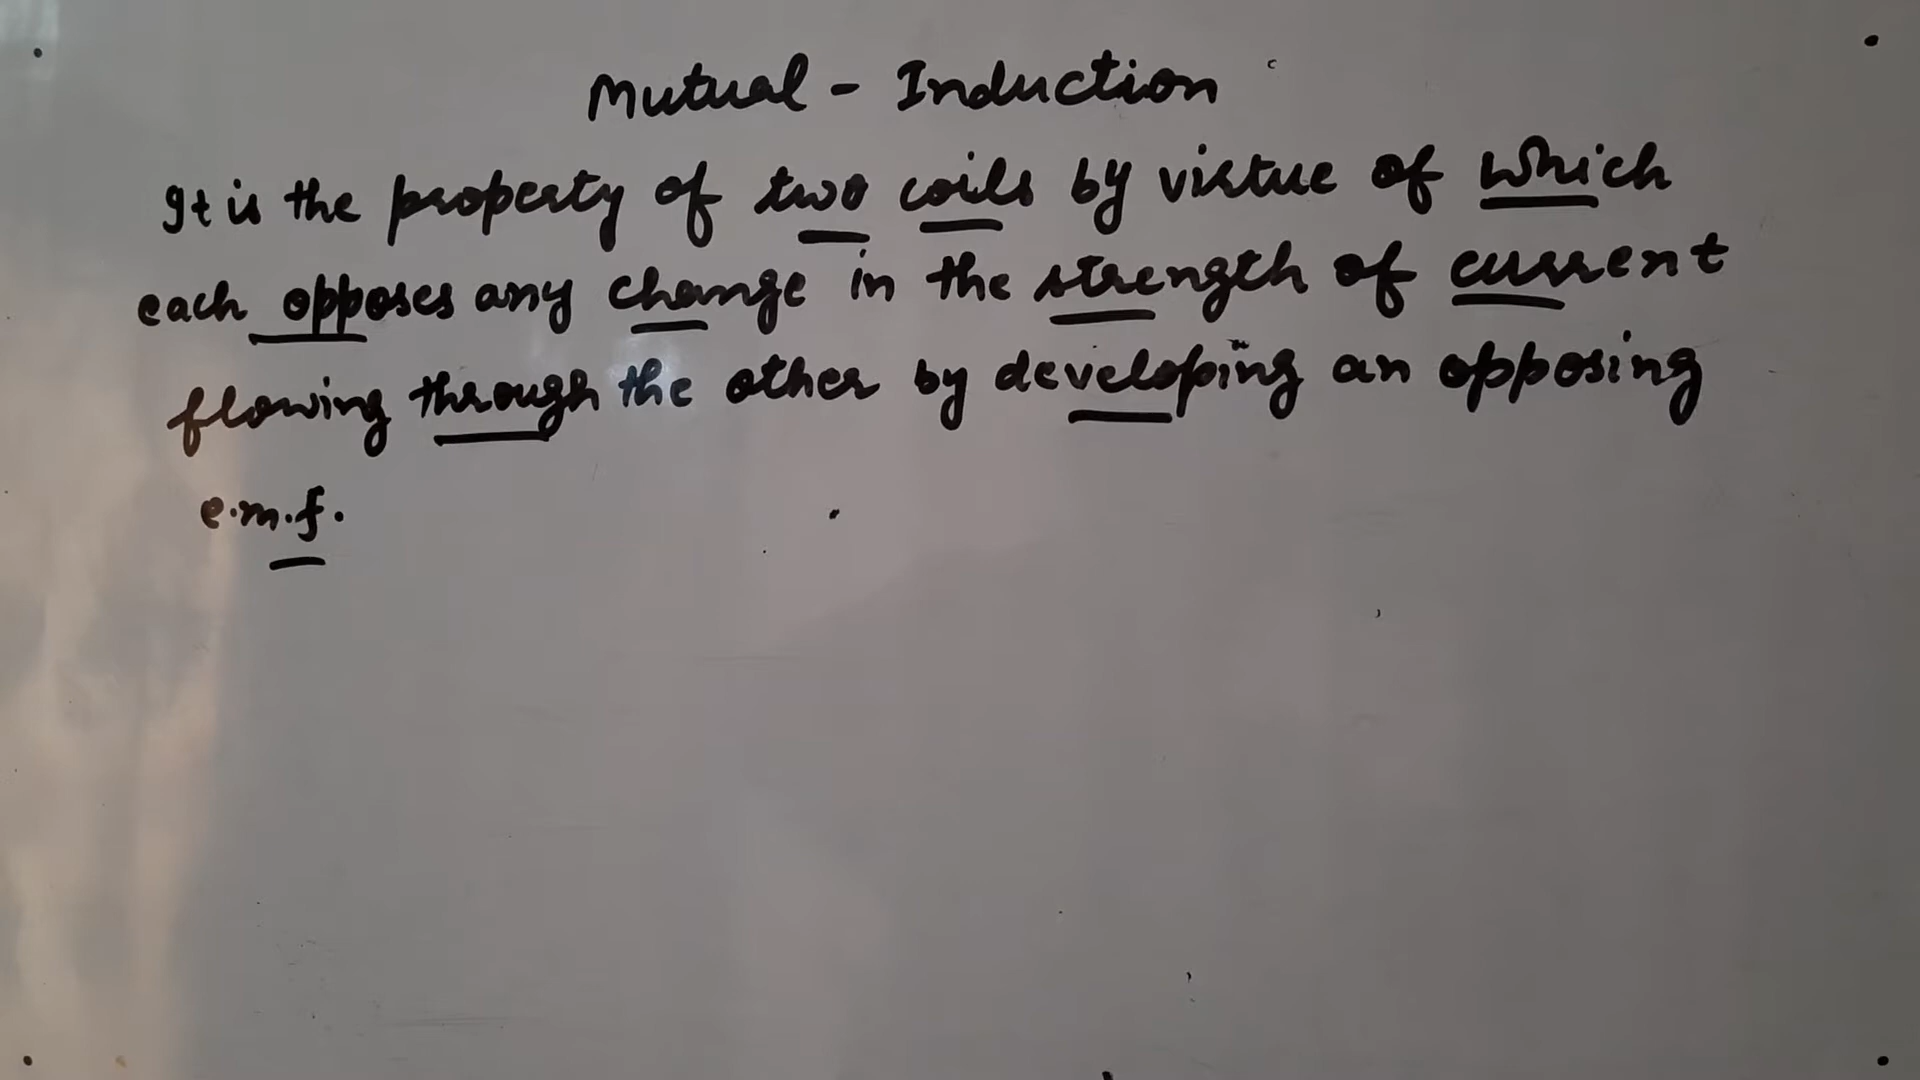 Mutual - Induction
It is the property of two coils by virtue of which
each opposes any change in the strength of current
flowing through the other by developing an opposing
e.m.f.